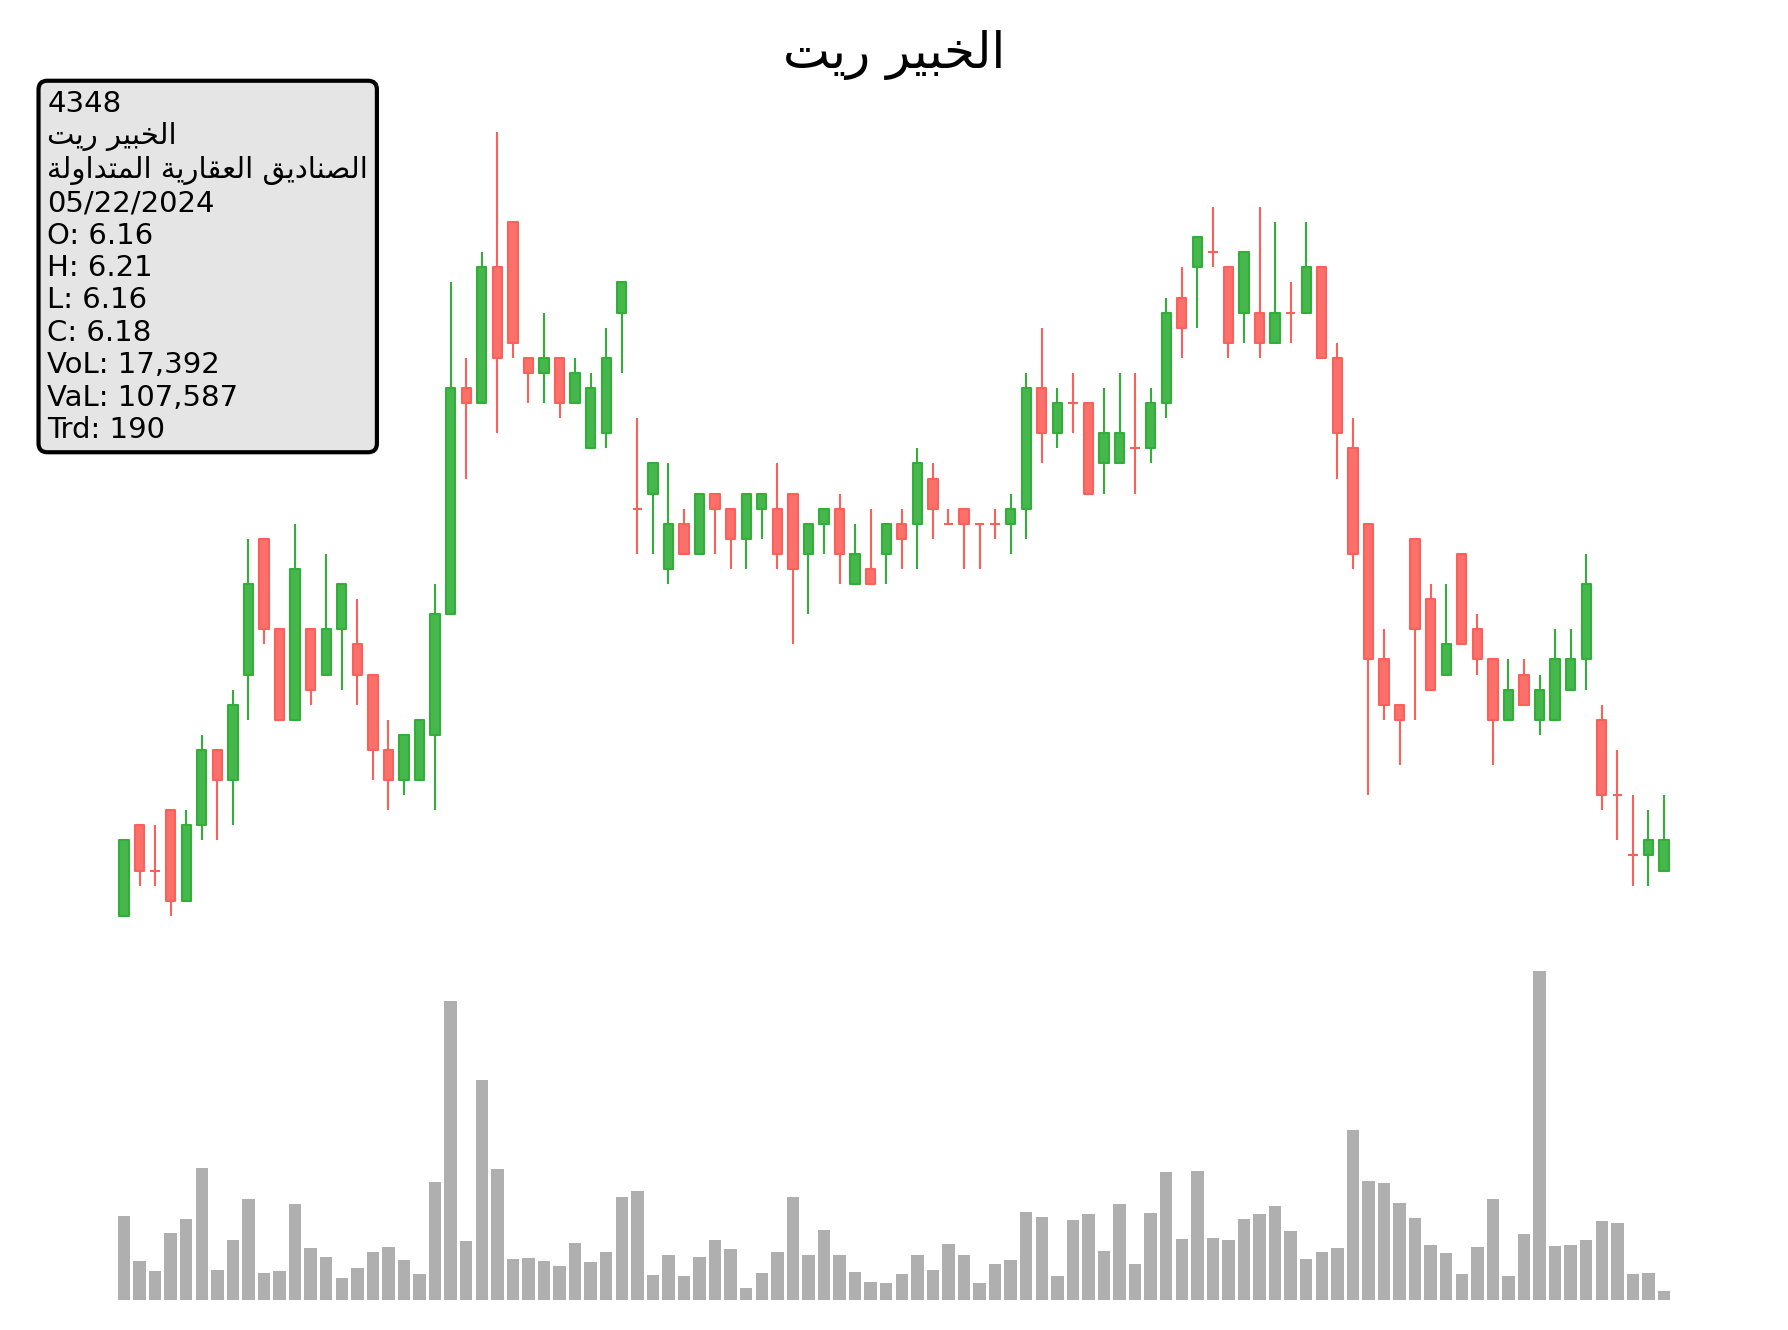 الخبير ريت
4348
الخبير ريت
الصناديق العقارية المتداولة
05/22/2024
O: 6.16
H: 6.21
L: 6.16
C: 6.18
VoL: 17,392
VaL: 107,587
Trd: 190